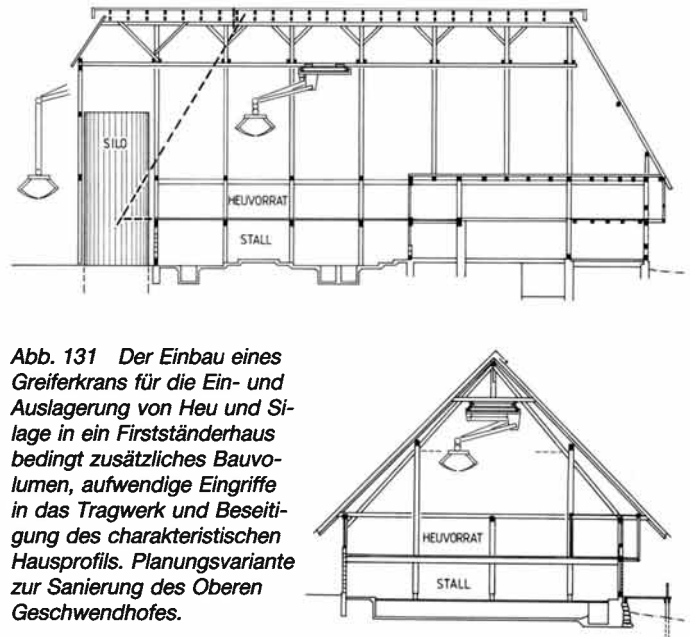 SILO
HEUVORRAT
STALL
Abb. 131 Der Einbau eines
Greiferkrans für die Ein- und
Auslagerung von Heu und Si-
lage in ein Firstständerhaus
bedingt zusätzliches Bauvo-
lumen, aufwendige Eingriffe
in das Tragwerk und Beseiti-
gung des charakteristischen
Hausprofils. Planungsvariante
zur Sanierung des Oberen
Geschwendhofes.
HEUVORRAT
STALL